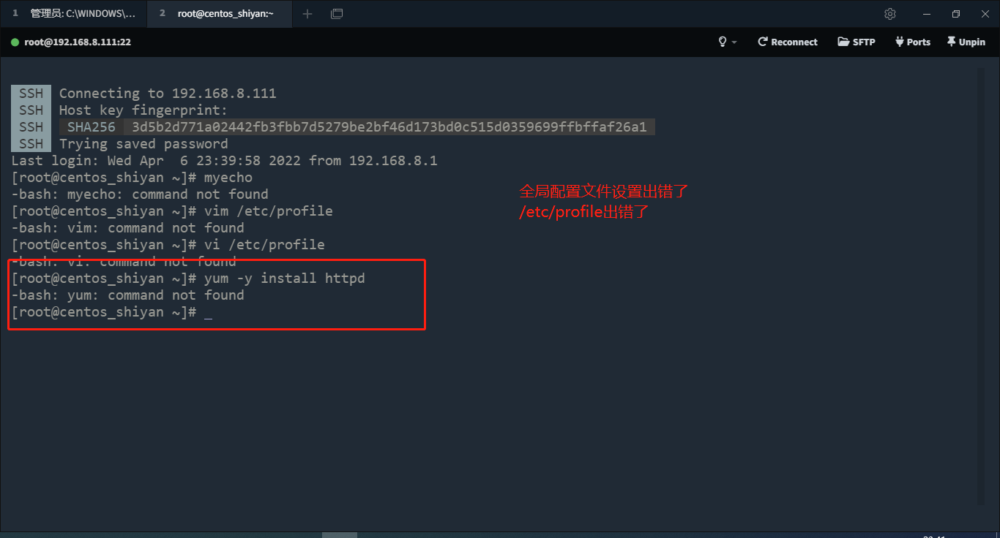 1 管理员: C:\WINDOWS\...
2 root@centos_shiyan:~
root@192.168.8.111:22
Reconnect
SFTP
Ports
Unpin
SSH Connecting to 192.168.8.111
SSH Host key fingerprint:
SSH SHA256 3d5b2d771a02442fb3fbb7d5279be2bf46d173bd0c515d0359699ffbffaf26a1
SSH Trying saved password
Last login: Wed Apr  6 23:39:58 2022 from 192.168.8.1
[root@centos_shiyan ~]# myecho
-bash: myecho: command not found
[root@centos_shiyan ~]# vim /etc/profile
-bash: vim: command not found
[root@centos_shiyan ~]# vi /etc/profile
-bash: vi: command not found
[root@centos_shiyan ~]# yum -y install httpd
-bash: yum: command not found
[root@centos_shiyan ~]# _
全局配置文件设置出错了
/etc/profile出错了